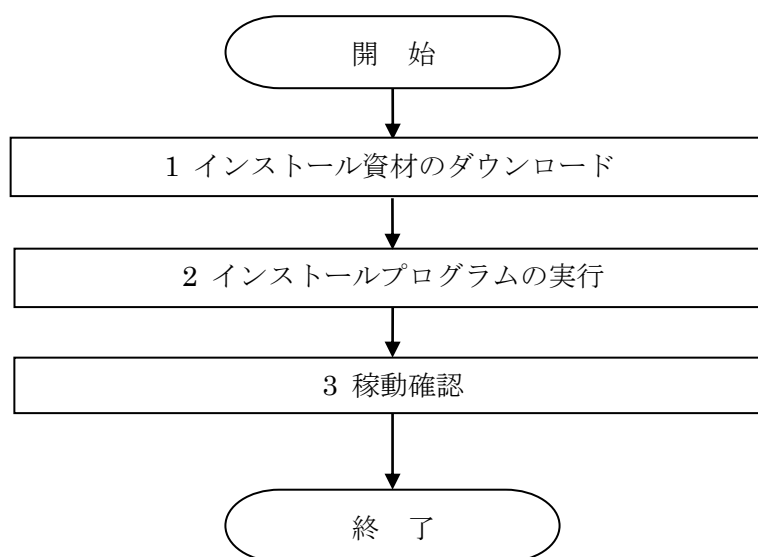 開　始
1 インストール資材のダウンロード
2 インストールプログラムの実行
3 稼動確認
終　了